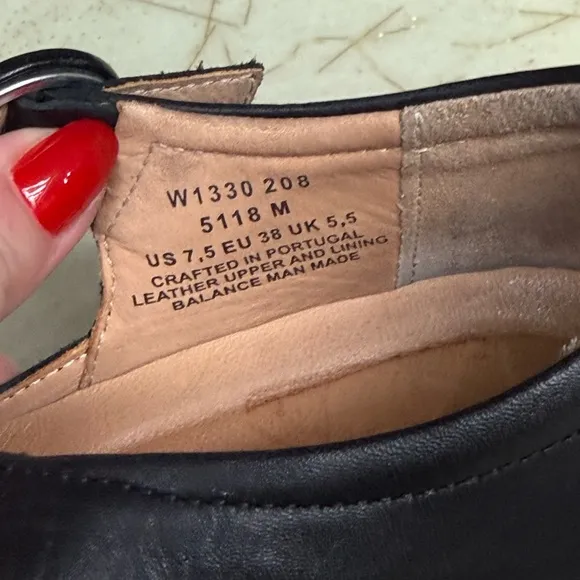 W1330 208
5118 M
US 7,5 EU 38 UK 5,5
CRAFTED IN PORTUGAL
LEATHER UPPER AND LINING
BALANCE MAN MADE